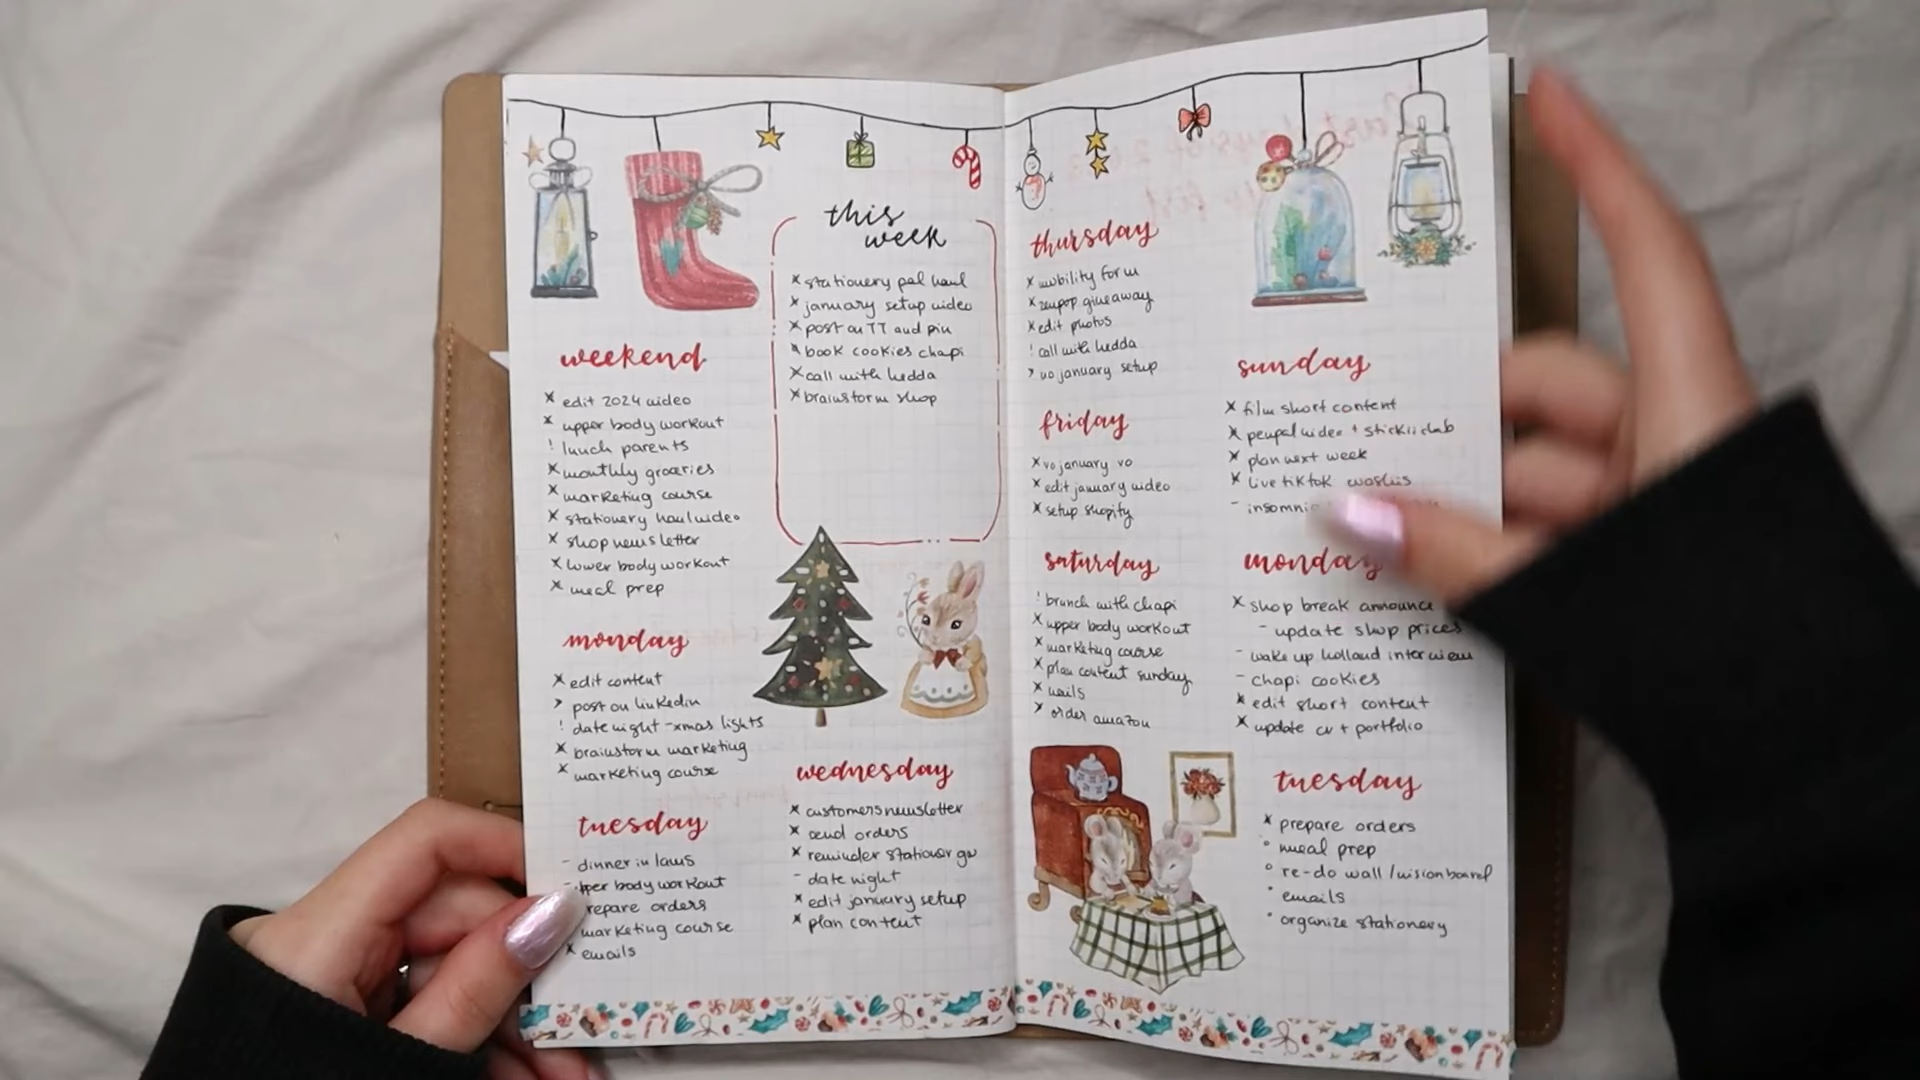 this
week
× stationery pal haul
× january setup video
× post on TT and pin
× book cookies chapi
× call with hedda
× brainstorm shop
weekend
× edit 2024 video
× upper body workout
! lunch parents
× monthly groceries
× marketing course
× stationery haul video
× shop newsletter
× lower body workout
× meal prep
monday
× edit content
> post on linkedin
! date night - xmas lights
× brainstorm marketing
× marketing course
tuesday
- dinner in laws
- upper body workout
prepare orders
marketing course
× emails
wednesday
× customers newsletter
× send orders
× reminder stationer gw
- date night
× edit january setup
× plan content
thursday
× mobility form
× zenpop giveaway
× edit photos
! call with hedda
> vo january setup
friday
× vo january vo
× edit january video
× setup shopify
saturday
! brunch with chapi
× upper body workout
× marketing course
× plan content sunday
× nails
> order amazon
sunday
× film short content
× penpal video + stickii club
× plan next week
× live tiktok washis
- insomnia
monday
× shop break announce
- update shop prices
- wake up holland interview
- chapi cookies
× edit short content
× update cv + portfolio
tuesday
× prepare orders
° meal prep
° re-do wall / visionboard
° emails
° organize stationery